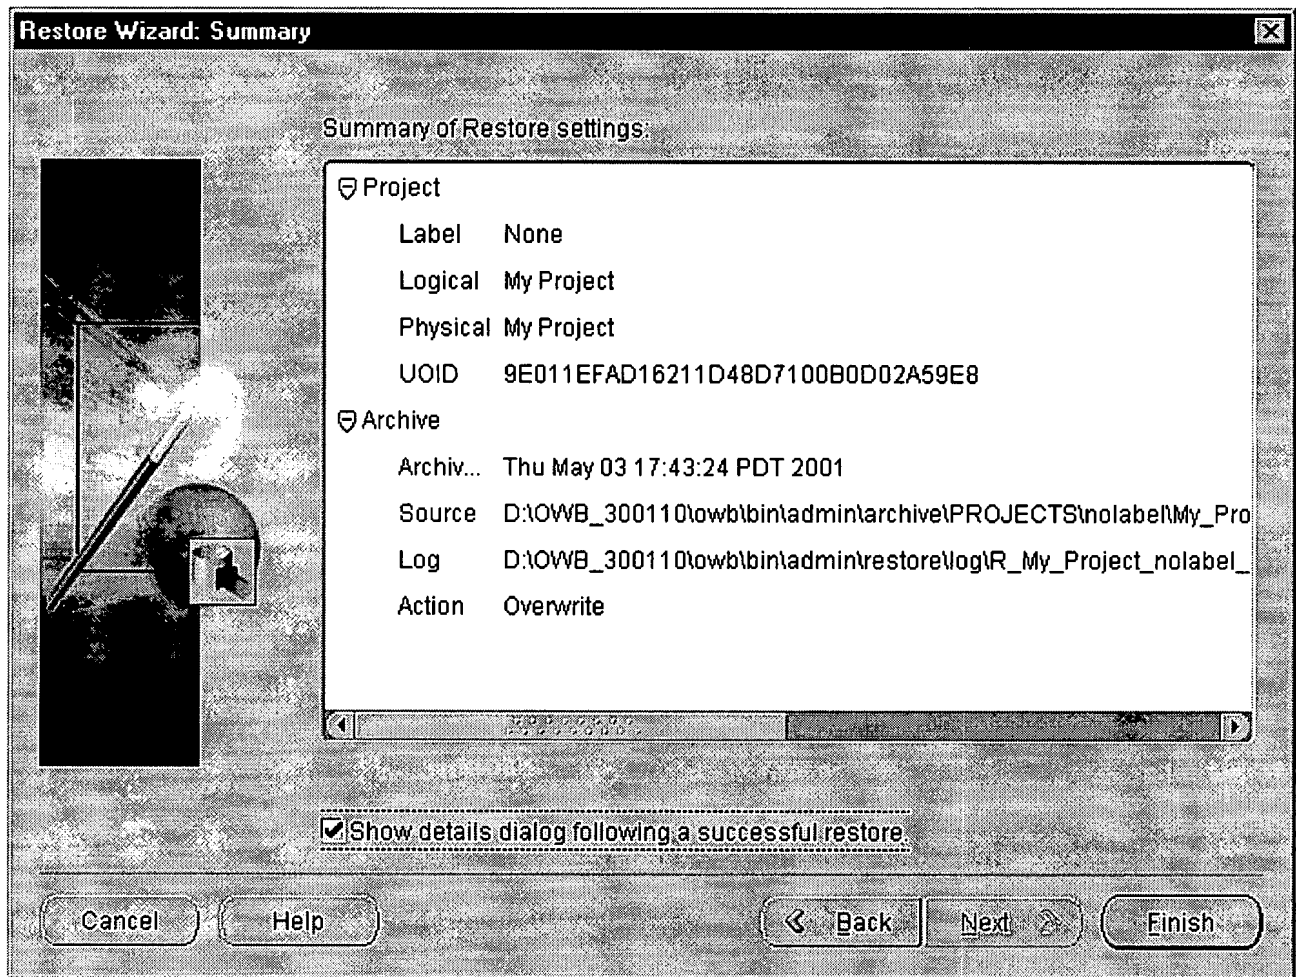 Restore Wizard: Summary
Summary of Restore settings:
Project
Label None
Logical My Project
Physical My Project
UOID 9E011EFAD16211D48D7100B0D02A59E8
Archive
Archiv... Thu May 03 17:43:24 PDT 2001
Source D:\OWB_300110\owb\bin\admin\archive\PROJECTS\nolabel\My_Pro
Log D:\OWB_300110\owb\bin\admin\restore\log\R_My_Project_nolabel_
Action Overwrite
Show details dialog following a successful restore.
Cancel Help Back Next Finish